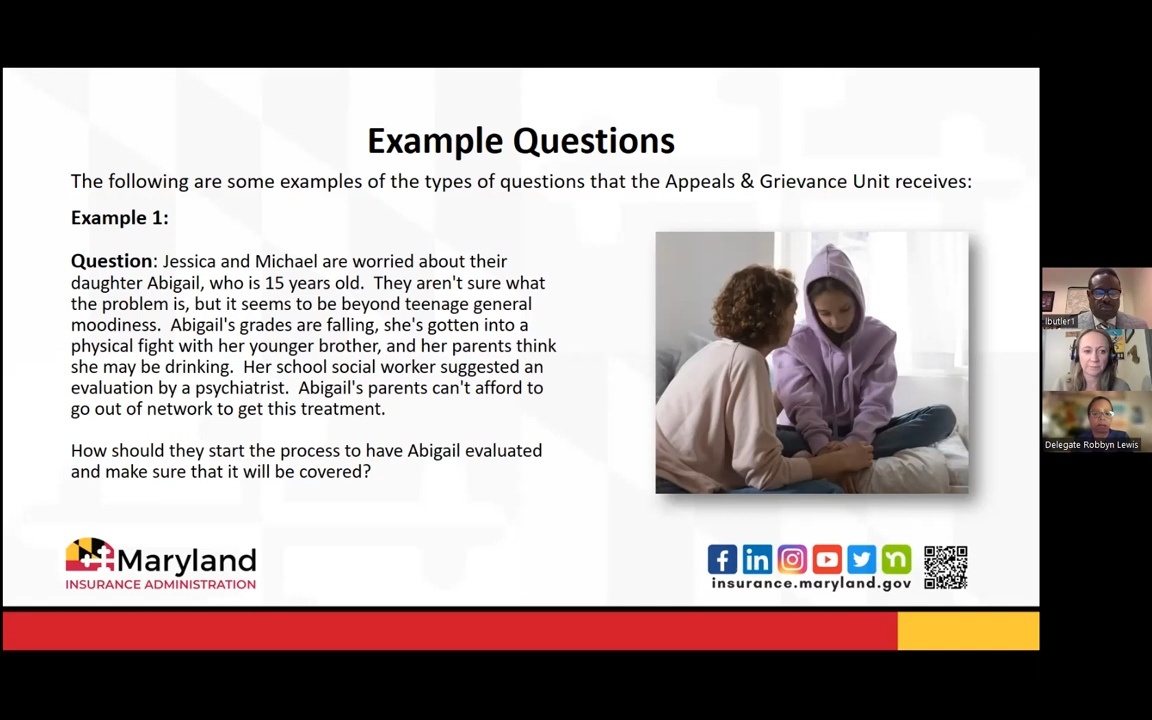 Example Questions
The following are some examples of the types of questions that the Appeals & Grievance Unit receives:
Example 1:
Question: Jessica and Michael are worried about their
daughter Abigail, who is 15 years old.  They aren't sure what
the problem is, but it seems to be beyond teenage general
moodiness.  Abigail's grades are falling, she's gotten into a
physical fight with her younger brother, and her parents think
she may be drinking.  Her school social worker suggested an
evaluation by a psychiatrist.  Abigail's parents can't afford to
go out of network to get this treatment.
How should they start the process to have Abigail evaluated
and make sure that it will be covered?
Maryland
INSURANCE ADMINISTRATION
insurance.maryland.gov
lbutler1
Delegate Robbyn Lewis